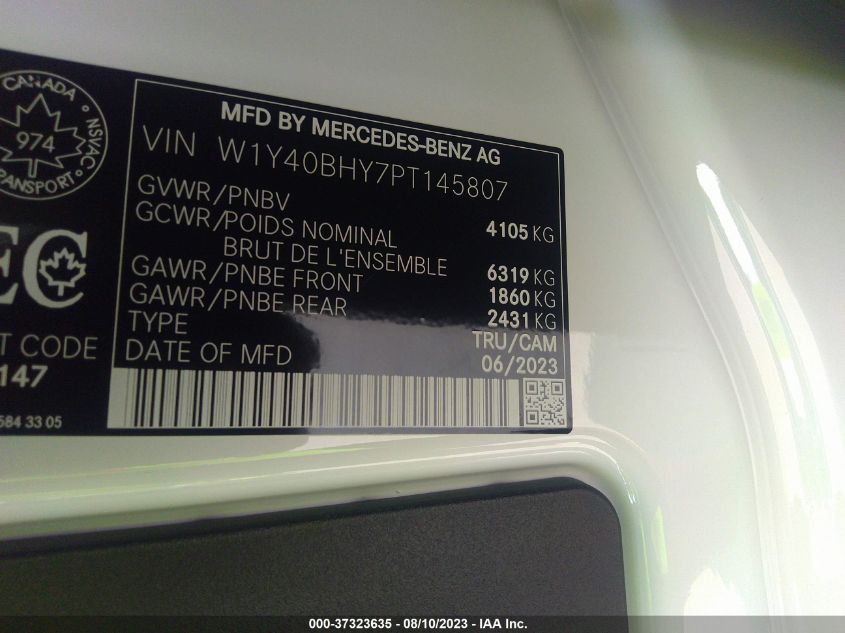 CANADA
974
NSVAC
TRANSPORT
EC
T CODE
147
584 33 05
MFD BY MERCEDES-BENZ AG
VIN W1Y40BHY7PT145807
GVWR/PNBV 4105 KG
GCWR/POIDS NOMINAL
BRUT DE L'ENSEMBLE 6319 KG
GAWR/PNBE FRONT 1860 KG
GAWR/PNBE REAR 2431 KG
TYPE TRU/CAM
DATE OF MFD 06/2023
000-37323635 - 08/10/2023 - IAA Inc.